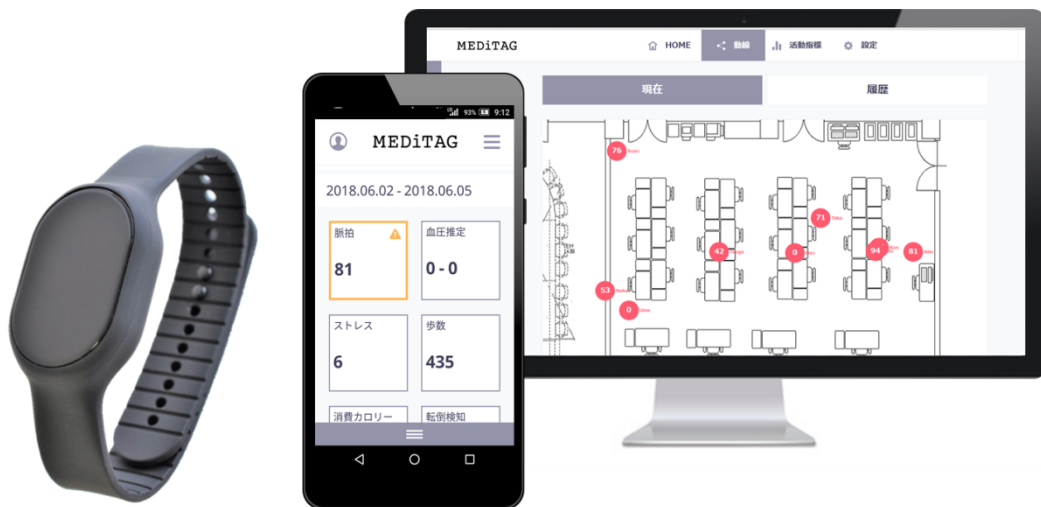 93% 9:12
MEDiTAG
2018.06.02 - 2018.06.05
脈拍
81
血圧推定
0 - 0
ストレス
6
歩数
435
消費カロリー
転倒検知
MEDiTAG
HOME
動線
活動指標
設定
現在
履歴
76
71
42
0
94
81
53
0